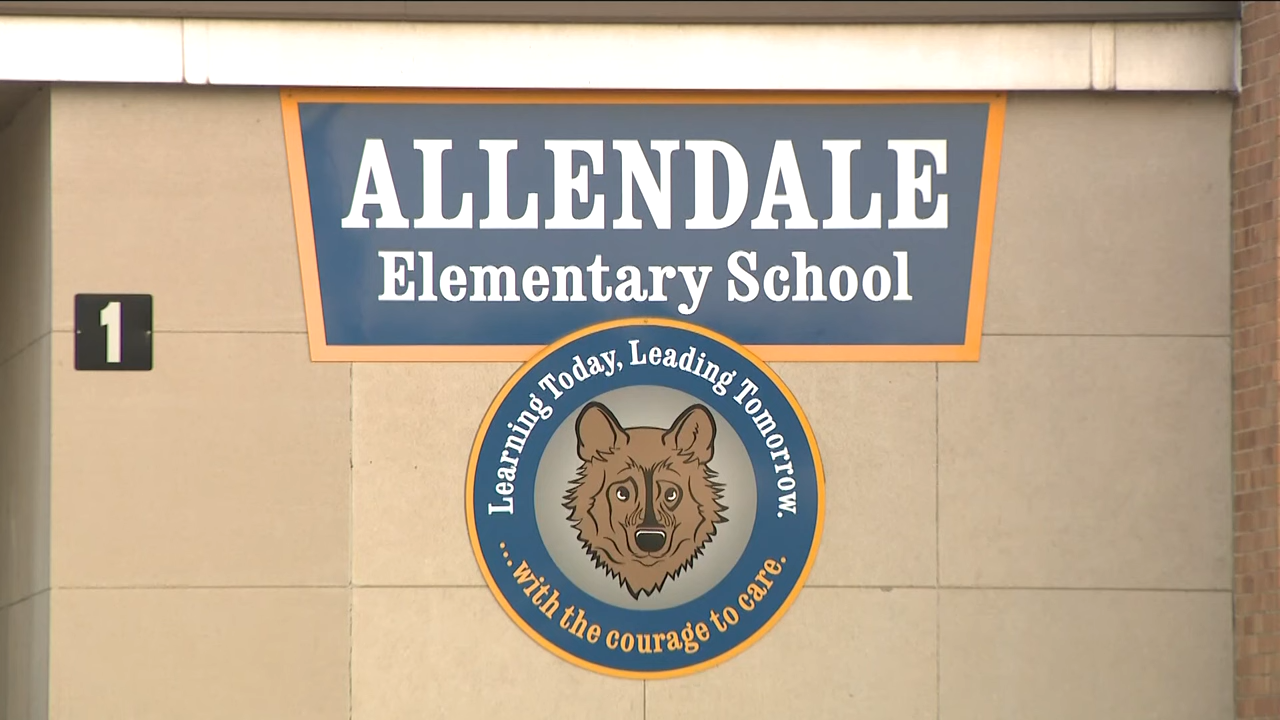 ALLENDALE
Elementary School
1
Learning Today, Leading Tomorrow.
...with the courage to care.